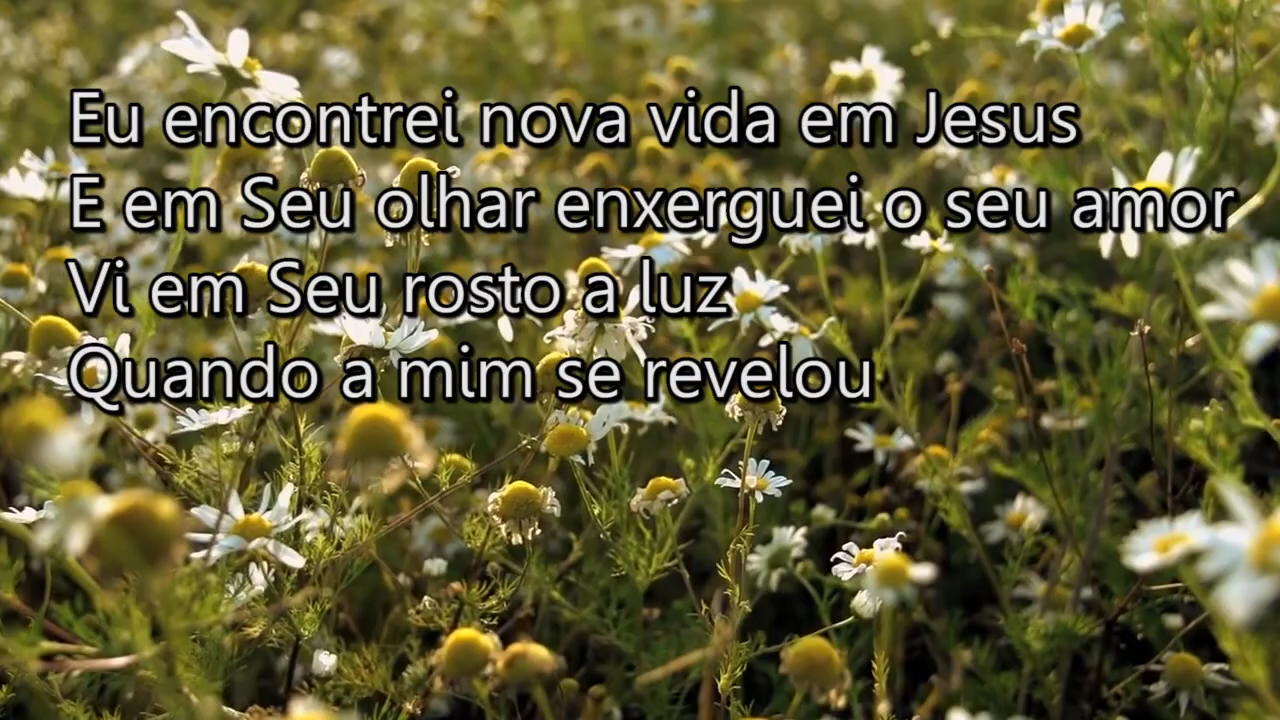 Eu encontrei nova vida em Jesus
E em Seu olhar enxerguei o seu amor
Vi em Seu rosto a luz
Quando a mim se revelou